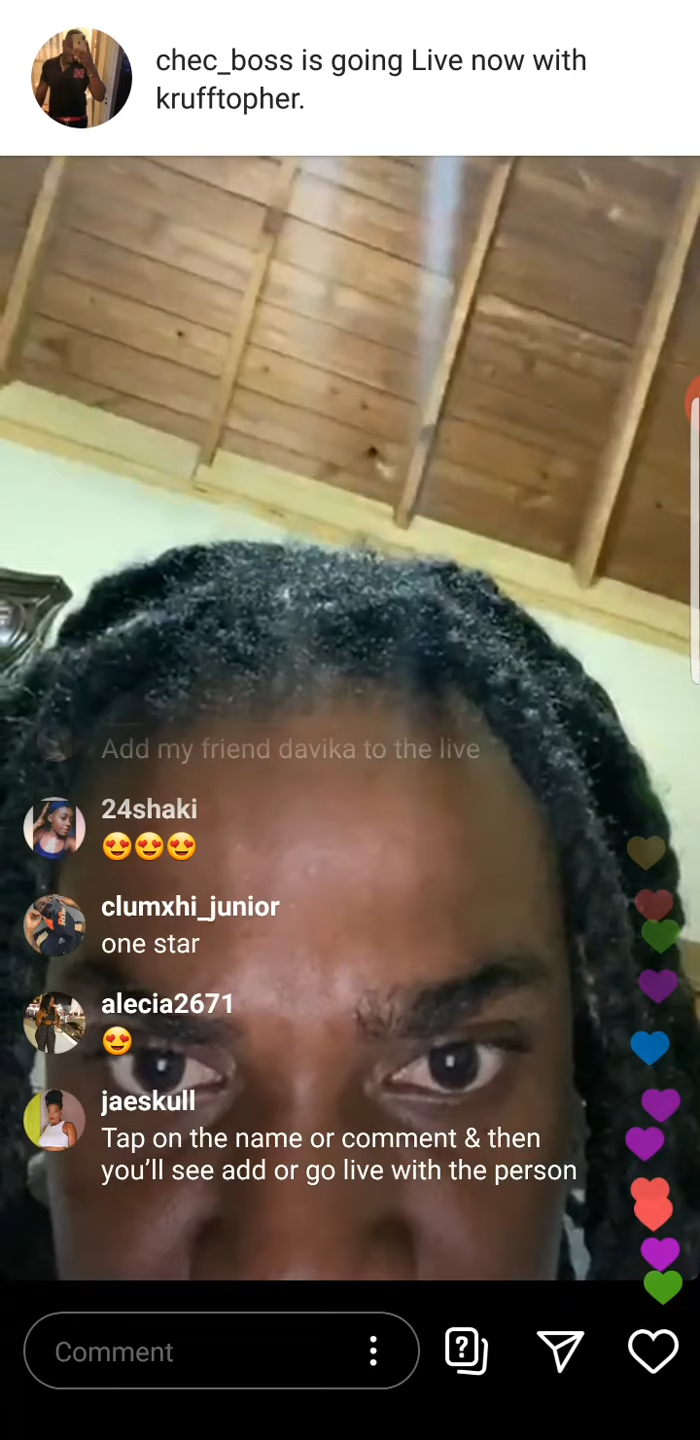 chec_boss is going Live now with
krufftopher.
Add my friend davika to the live
24shaki
😍😍😍
clumxhi_junior
one star
alecia2671
😍
jaeskull
Tap on the name or comment & then
you’ll see add or go live with the person
Comment